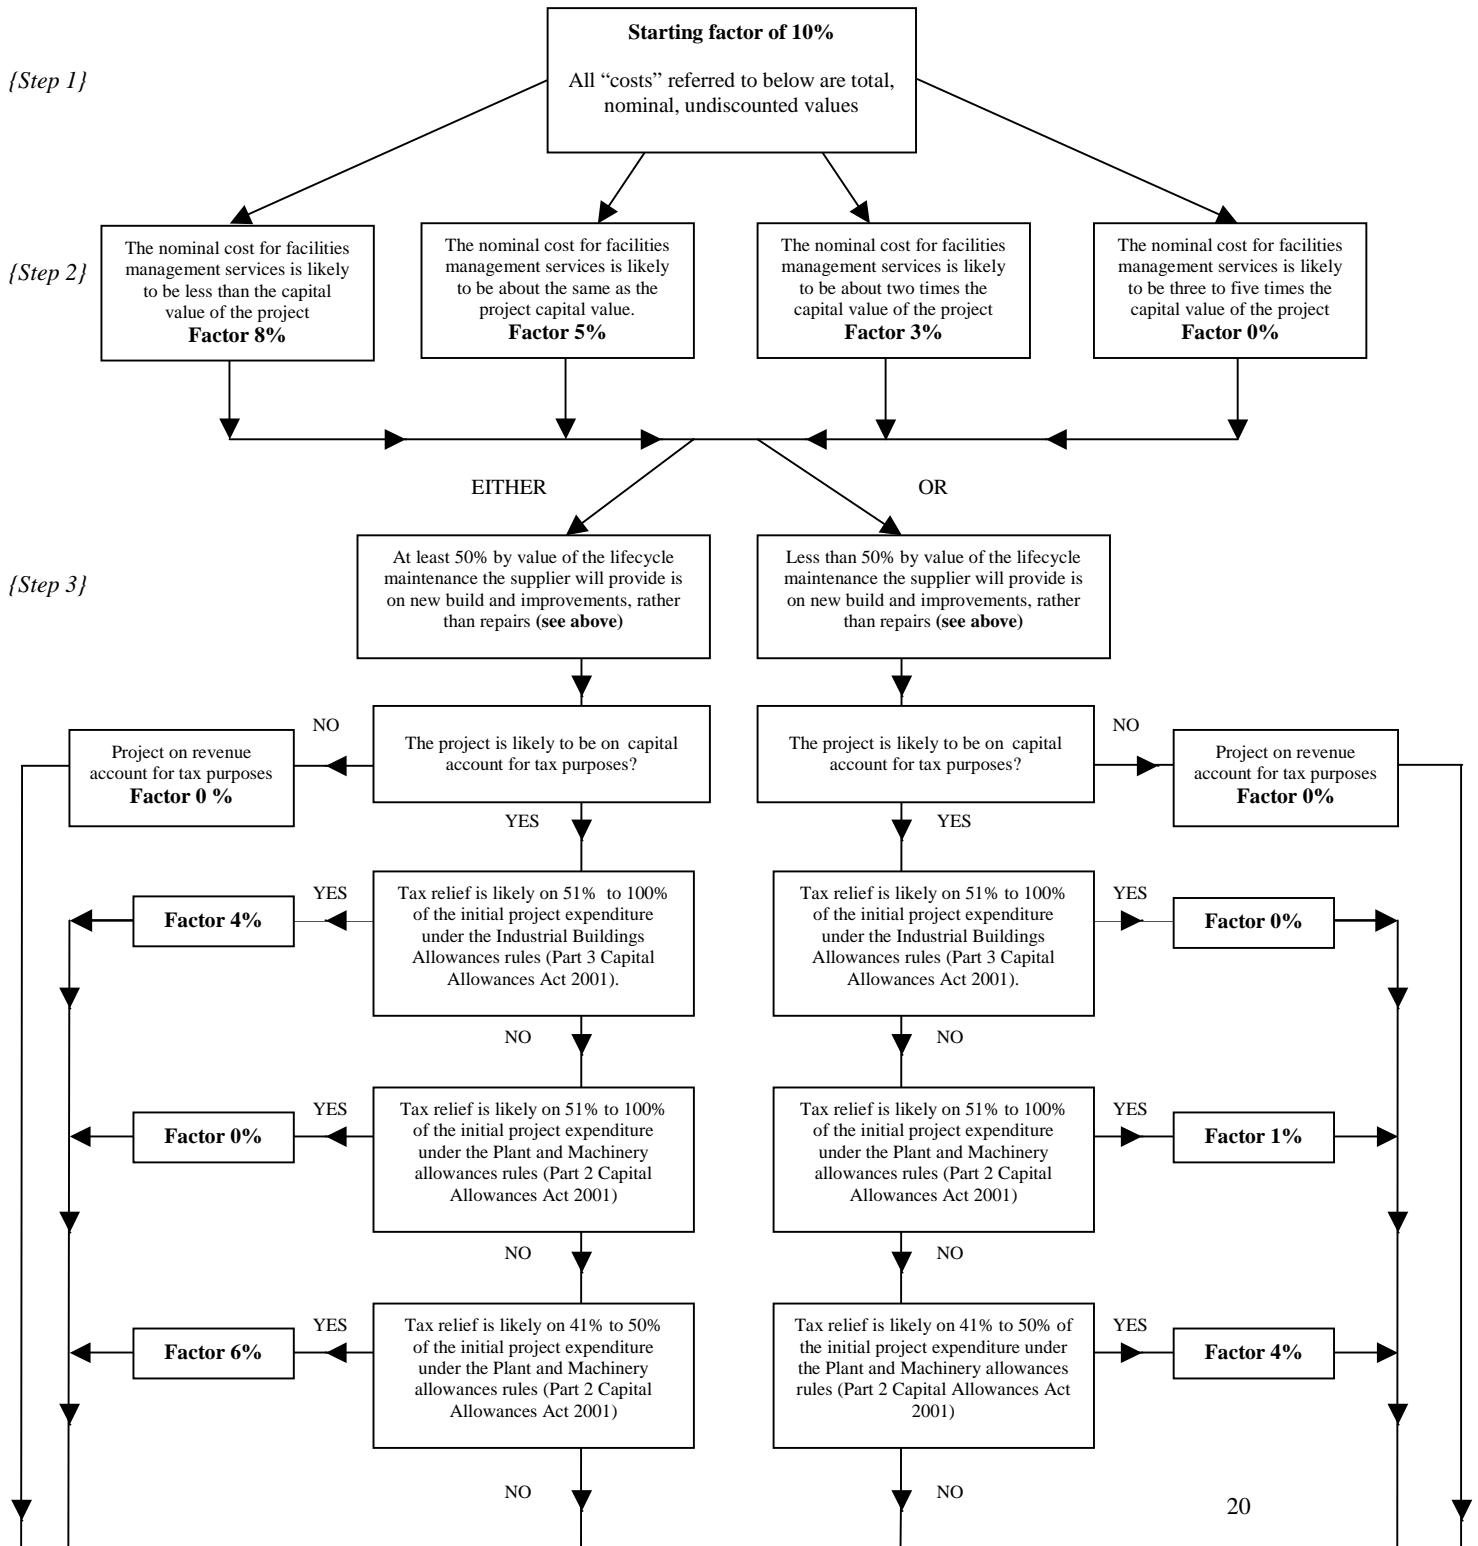 Starting factor of 10%
{Step 1}
All “costs” referred to below are total,
nominal, undiscounted values
{Step 2}
The nominal cost for facilities
management services is likely
to be less than the capital
value of the project
Factor 8%
The nominal cost for facilities
management services is likely
to be about the same as the
project capital value.
Factor 5%
The nominal cost for facilities
management services is likely
to be about two times the
capital value of the project
Factor 3%
The nominal cost for facilities
management services is likely
to be three to five times the
capital value of the project
Factor 0%
EITHER
OR
{Step 3}
At least 50% by value of the lifecycle
maintenance the supplier will provide is
on new build and improvements, rather
than repairs (see above)
Less than 50% by value of the lifecycle
maintenance the supplier will provide is
on new build and improvements, rather
than repairs (see above)
Project on revenue
account for tax purposes
Factor 0 %
NO
The project is likely to be on capital
account for tax purposes?
The project is likely to be on capital
account for tax purposes?
NO
Project on revenue
account for tax purposes
Factor 0%
YES
YES
Factor 4%
YES
Tax relief is likely on 51% to 100%
of the initial project expenditure
under the Industrial Buildings
Allowances rules (Part 3 Capital
Allowances Act 2001).
Tax relief is likely on 51% to 100%
of the initial project expenditure
under the Industrial Buildings
Allowances rules (Part 3 Capital
Allowances Act 2001).
YES
Factor 0%
NO
NO
Factor 0%
YES
Tax relief is likely on 51% to 100%
of the initial project expenditure
under the Plant and Machinery
allowances rules (Part 2 Capital
Allowances Act 2001)
Tax relief is likely on 51% to 100%
of the initial project expenditure
under the Plant and Machinery
allowances rules (Part 2 Capital
Allowances Act 2001)
YES
Factor 1%
NO
NO
Factor 6%
YES
Tax relief is likely on 41% to 50%
of the initial project expenditure
under the Plant and Machinery
allowances rules (Part 2 Capital
Allowances Act 2001)
Tax relief is likely on 41% to 50% of
the initial project expenditure under
the Plant and Machinery allowances
rules (Part 2 Capital Allowances Act
2001)
YES
Factor 4%
NO
NO
20